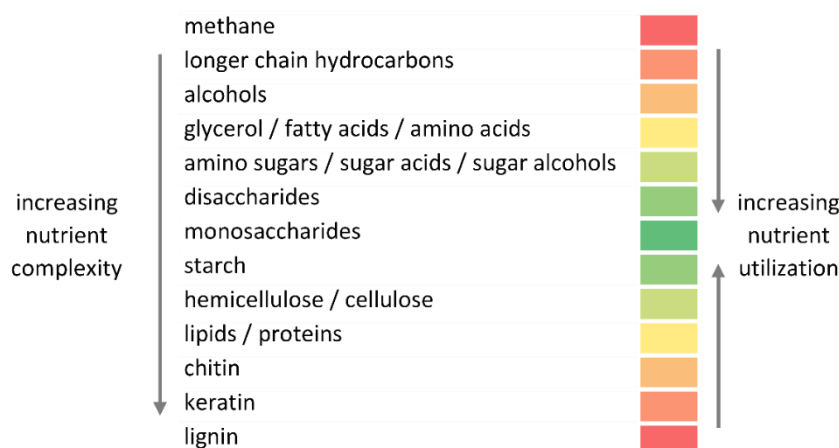 methane
longer chain hydrocarbons
alcohols
glycerol / fatty acids / amino acids
amino sugars / sugar acids / sugar alcohols
disaccharides
monosaccharides
starch
hemicellulose / cellulose
lipids / proteins
chitin
keratin
lignin
increasing
nutrient
complexity
increasing
nutrient
utilization